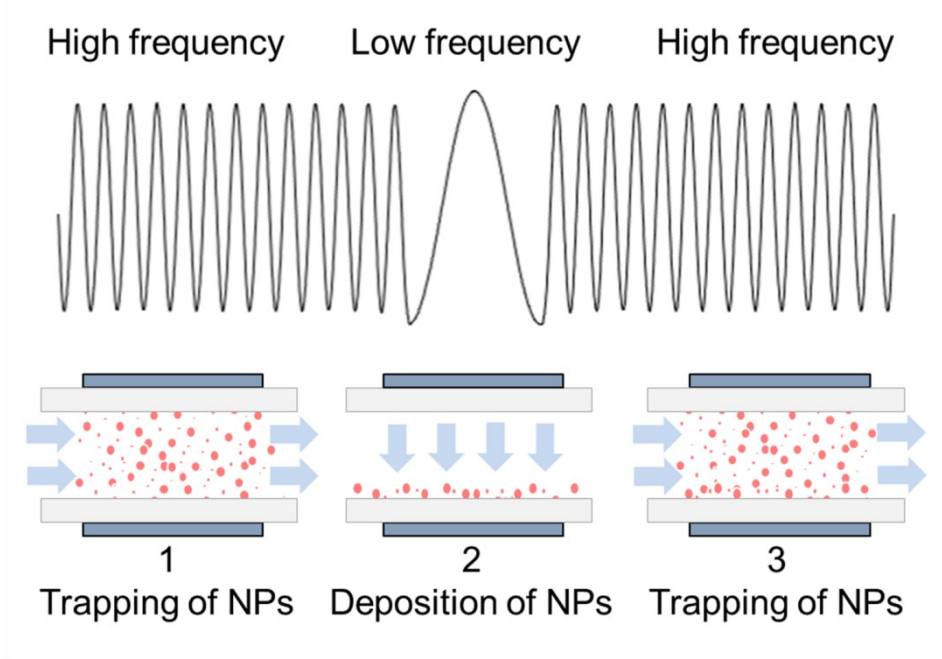 High frequency
Low frequency
High frequency
1
2
3
Trapping of NPs
Deposition of NPs
Trapping of NPs